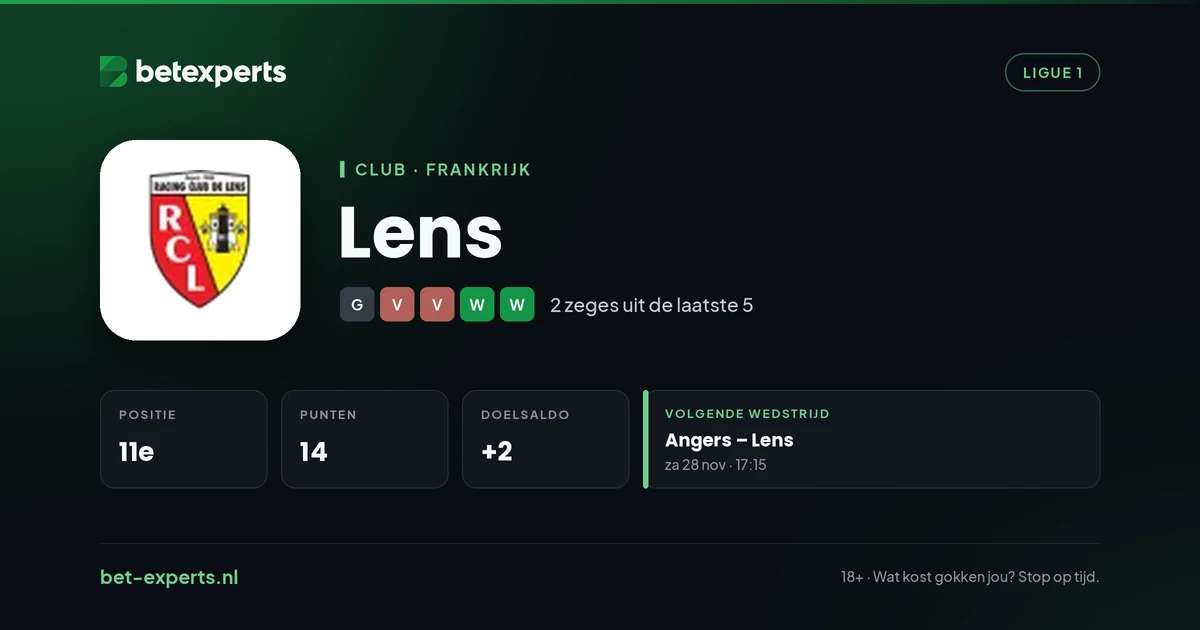 betexperts
LIGUE 1
RACING CLUB DE LENS
R
C
L
CLUB · FRANKRIJK
Lens
G V V W W 2 zeges uit de laatste 5
POSITIE
11e
PUNTEN
14
DOELSALDO
+2
VOLGENDE WEDSTRIJD
Angers – Lens
za 28 nov · 17:15
bet-experts.nl
18+ · Wat kost gokken jou? Stop op tijd.